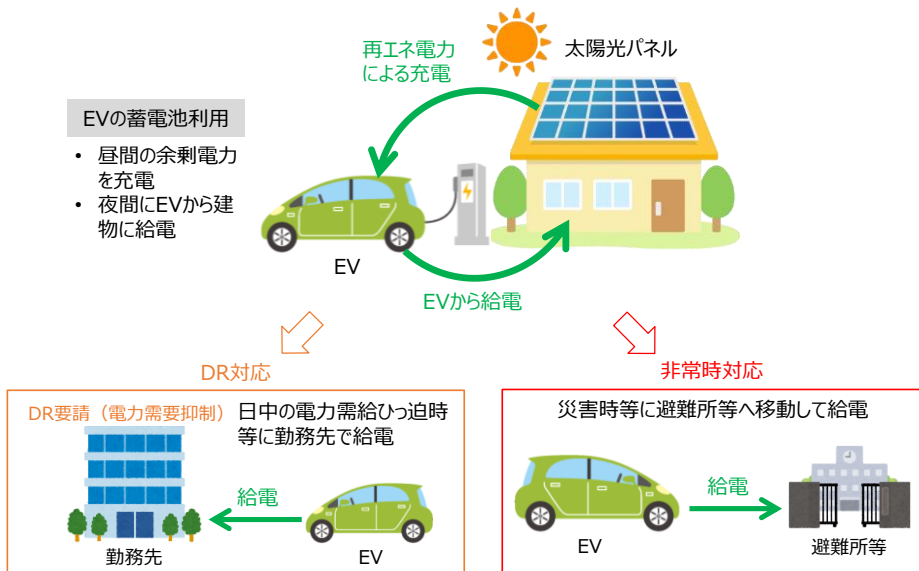 再エネ電力
による充電
太陽光パネル
EVの蓄電池利用
• 昼間の余剰電力
を充電
• 夜間にEVから建
物に給電
EV
EVから給電
DR対応
DR要請（電力需要抑制）
日中の電力需給ひっ迫時
等に勤務先で給電
給電
勤務先
EV
非常時対応
災害時等に避難所等へ移動して給電
給電
EV
避難所等